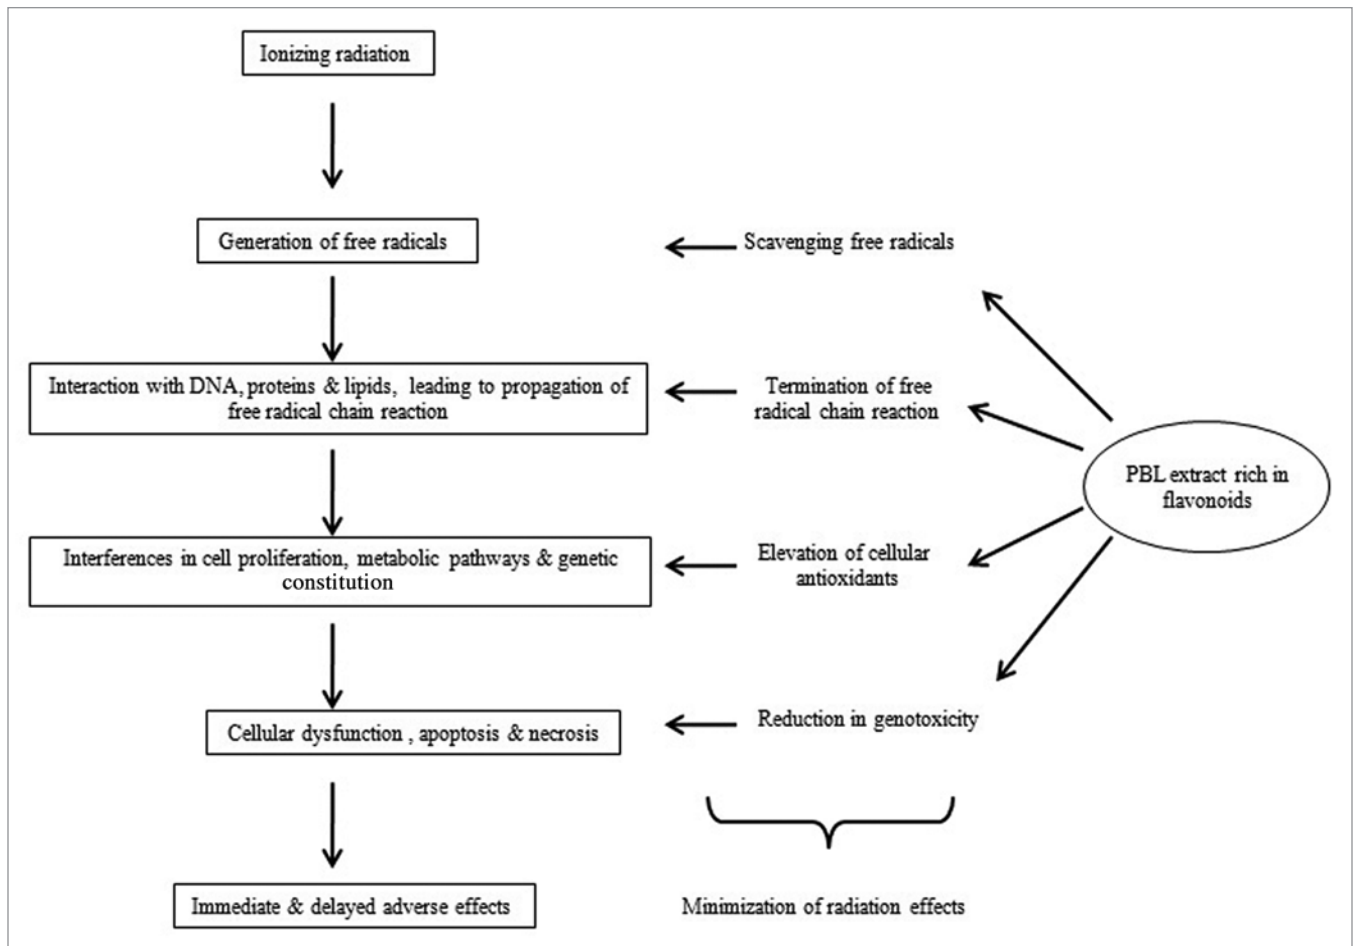 Ionizing radiation
Generation of free radicals
Scavenging free radicals
Interaction with DNA, proteins & lipids, leading to propagation of
free radical chain reaction
Termination of free
radical chain reaction
PBL extract rich in
flavonoids
Interferences in cell proliferation, metabolic pathways & genetic
constitution
Elevation of cellular
antioxidants
Cellular dysfunction , apoptosis & necrosis
Reduction in genotoxicity
Immediate & delayed adverse effects
Minimization of radiation effects